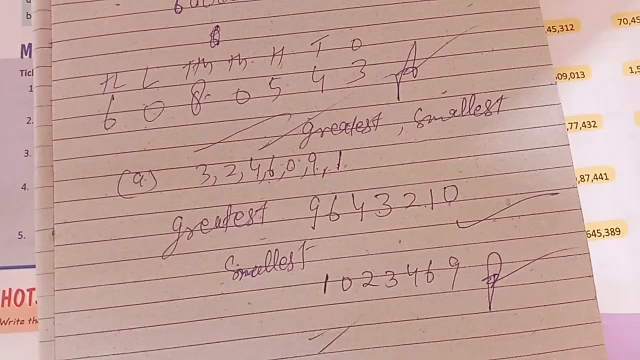 TL L TTh Th H T O
6 0 8 0 5 4 3
greatest, smallest
(a) 3, 2, 4, 6, 0, 9, 1
greatest 9643210
smallest
1023469
M
Tick
1
2.
3.
4.
5.
HOT
Write th
45,312
70,45
09,013
1,5
,77,432
,87,441
645,389